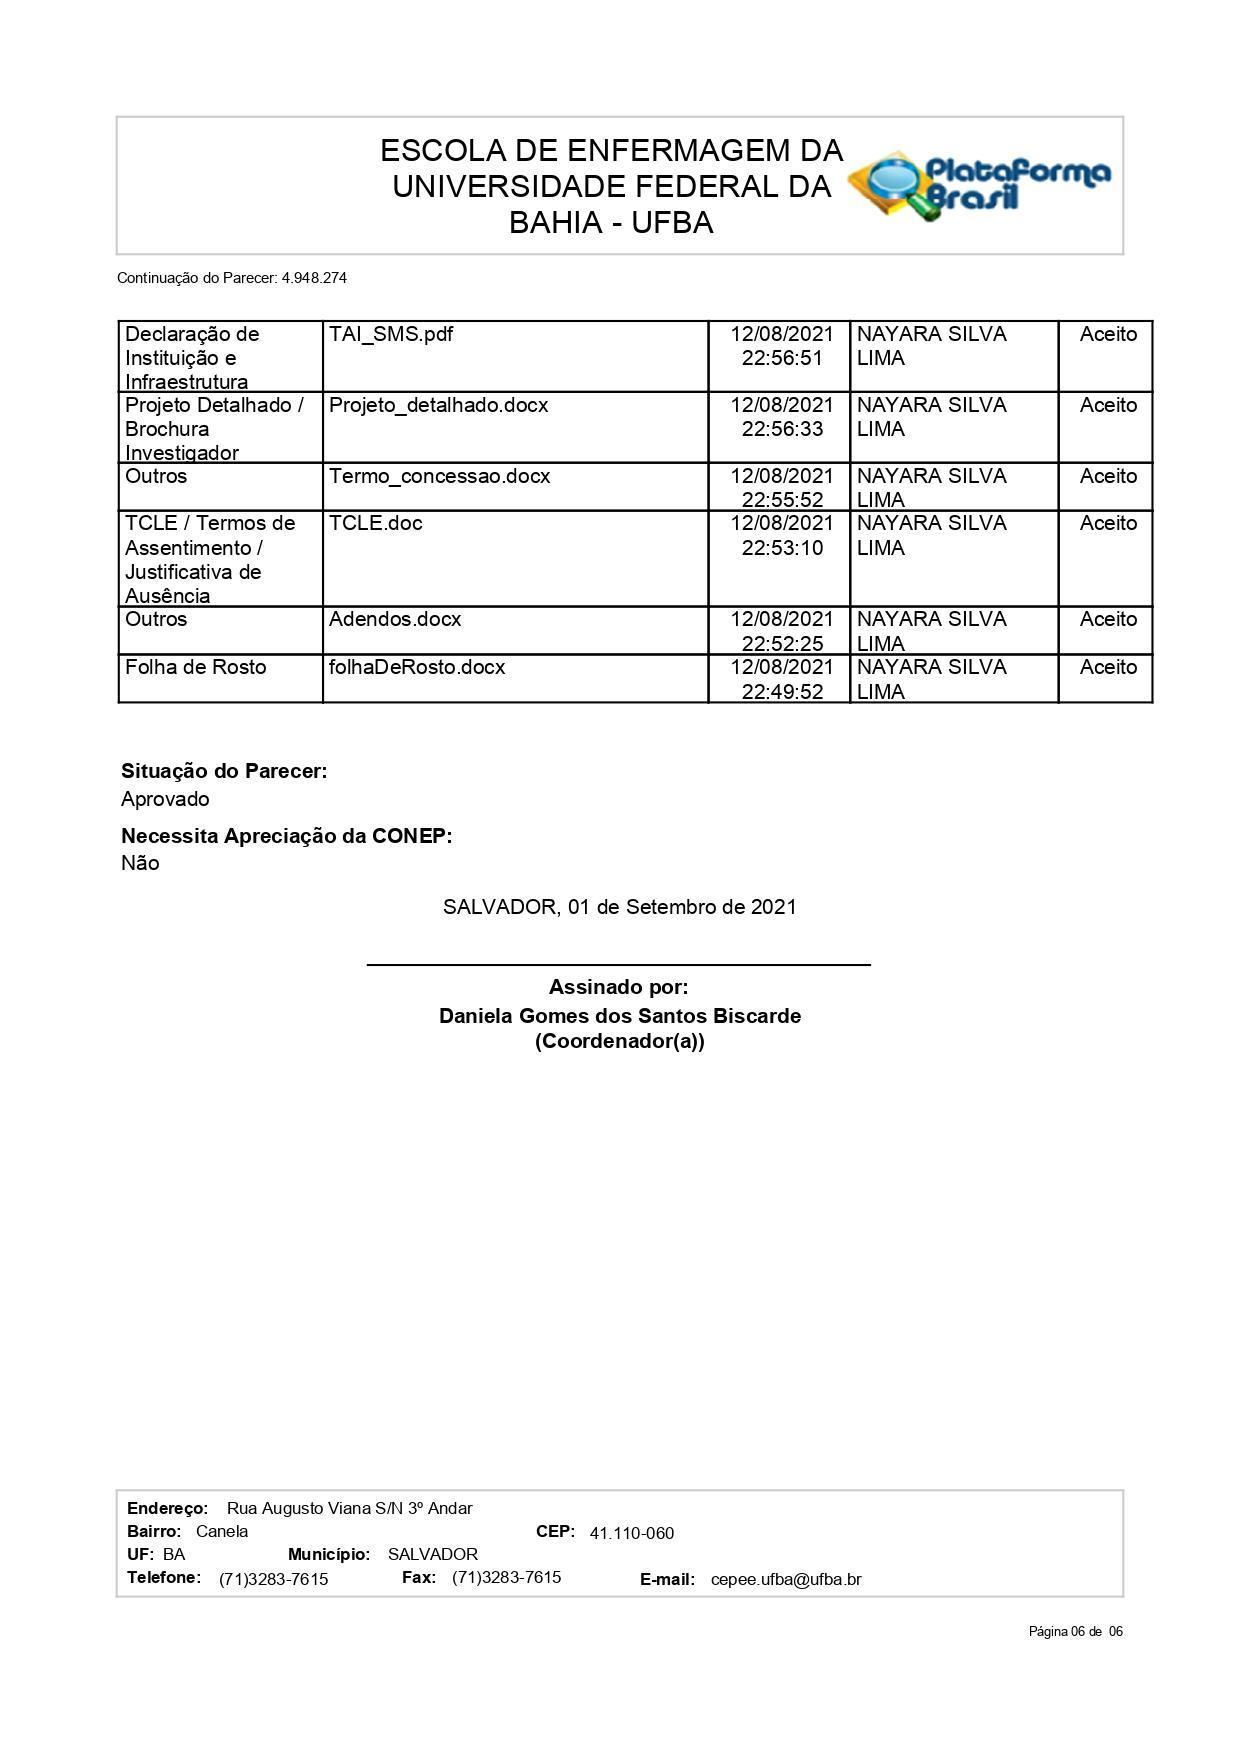 ESCOLA DE ENFERMAGEM DA
UNIVERSIDADE FEDERAL DA
BAHIA - UFBA
Plataforma
Brasil
Continuação do Parecer: 4.948.274
Declaração de
Instituição e
Infraestrutura
TAI_SMS.pdf
12/08/2021
22:56:51
NAYARA SILVA
LIMA
Aceito
Projeto Detalhado /
Brochura
Investigador
Projeto_detalhado.docx
12/08/2021
22:56:33
NAYARA SILVA
LIMA
Aceito
Outros
Termo_concessao.docx
12/08/2021
22:55:52
NAYARA SILVA
LIMA
Aceito
TCLE / Termos de
Assentimento /
Justificativa de
Ausência
TCLE.doc
12/08/2021
22:53:10
NAYARA SILVA
LIMA
Aceito
Outros
Adendos.docx
12/08/2021
22:52:25
NAYARA SILVA
LIMA
Aceito
Folha de Rosto
folhaDeRosto.docx
12/08/2021
22:49:52
NAYARA SILVA
LIMA
Aceito
Situação do Parecer:
Aprovado
Necessita Apreciação da CONEP:
Não
SALVADOR, 01 de Setembro de 2021
Assinado por:
Daniela Gomes dos Santos Biscarde
(Coordenador(a))
Endereço: Rua Augusto Viana S/N 3º Andar
Bairro: Canela CEP: 41.110-060
UF: BA Município: SALVADOR
Telefone: (71)3283-7615 Fax: (71)3283-7615 E-mail: cepee.ufba@ufba.br
Página 06 de 06